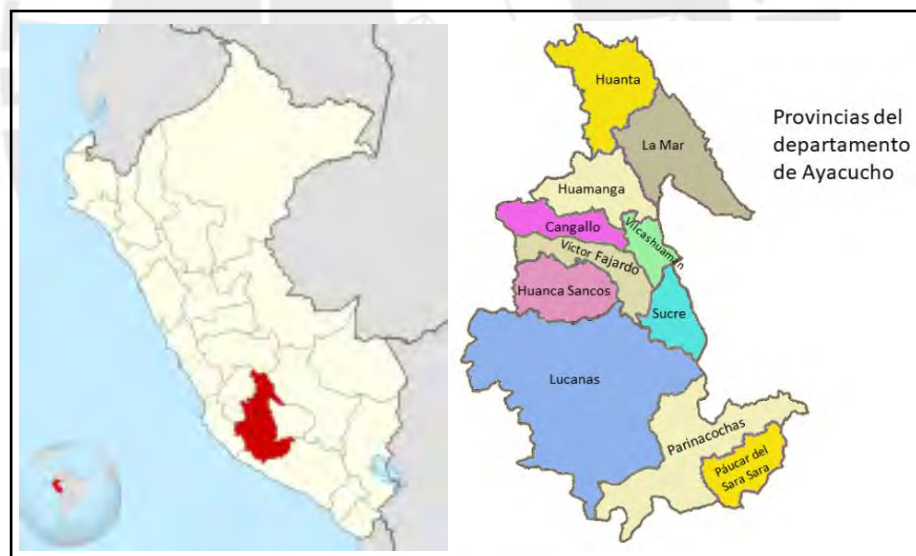 Huanta
La Mar
Provincias del
departamento
de Ayacucho
Huamanga
Cangallo
Vilcashuamán
Víctor Fajardo
Huanca Sancos
Sucre
Lucanas
Parinacochas
Páucar del
Sara Sara